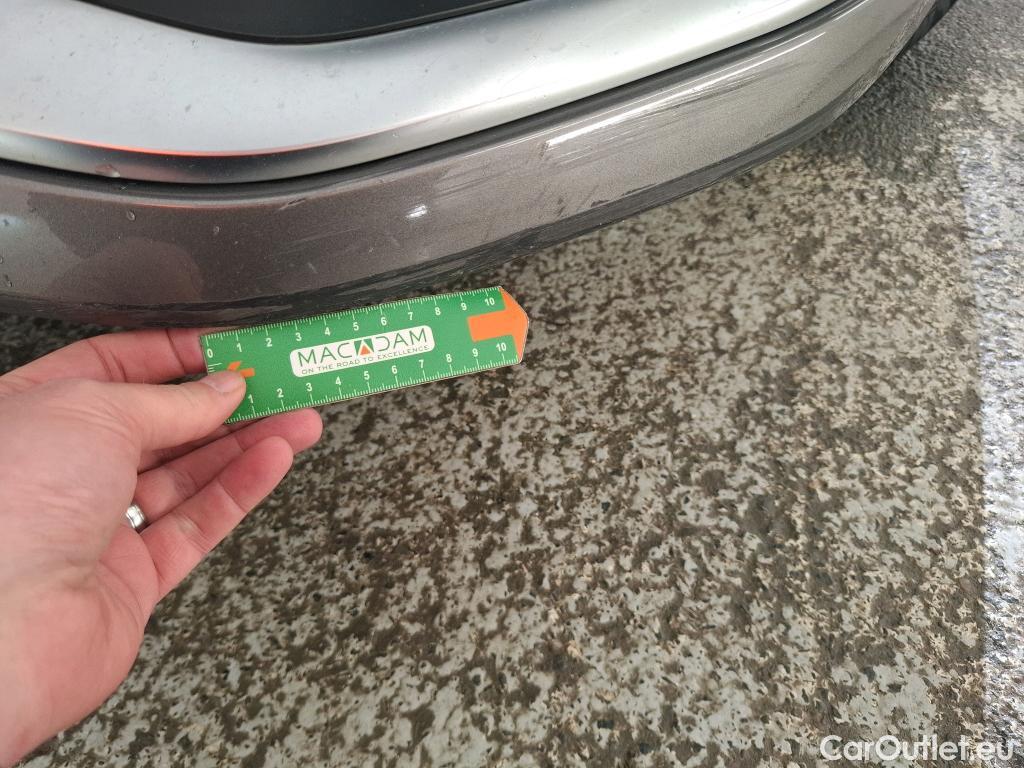 0 1 2 3 4 5 6 7 8 9 10
MACADAM
ON THE ROAD TO EXCELLENCE
1 2 3 4 5 6 7 8 9 10
CarOutlet.eu